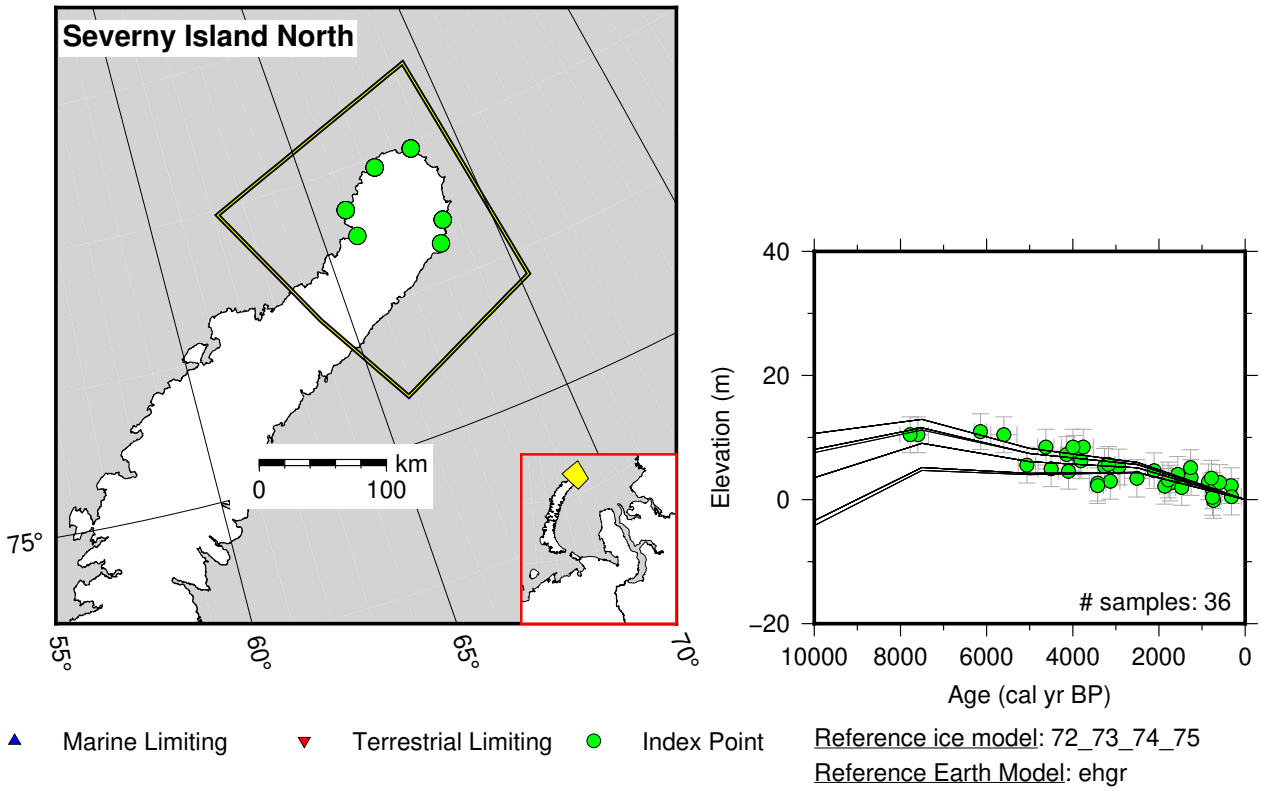 Severny Island North
km
0 100
75°
55°
60°
65°
70°
40
20
0
−20
Elevation (m)
# samples: 36
10000 8000 6000 4000 2000 0
Age (cal yr BP)
Marine Limiting
Terrestrial Limiting
Index Point
Reference ice model: 72_73_74_75
Reference Earth Model: ehgr